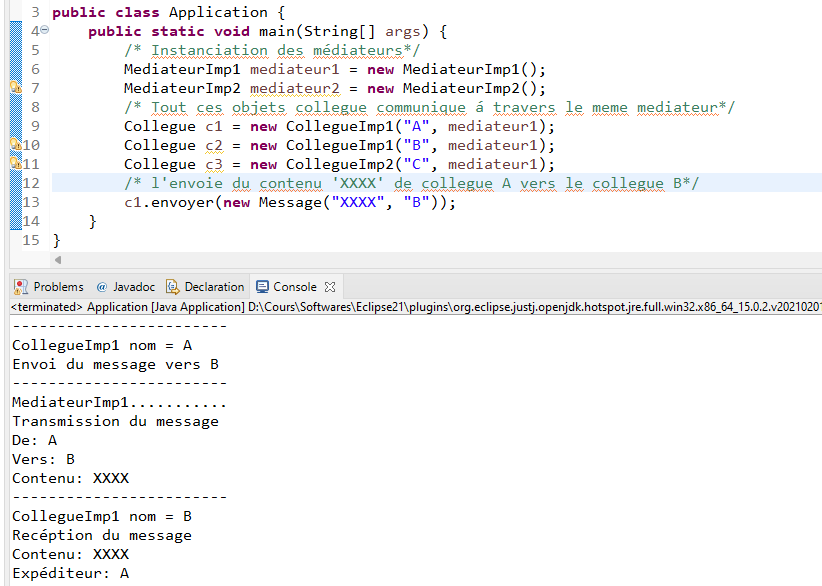 3 public class Application {
4 public static void main(String[] args) {
5 /* Instanciation des médiateurs*/
6 MediateurImp1 mediateur1 = new MediateurImp1();
7 MediateurImp2 mediateur2 = new MediateurImp2();
8 /* Tout ces objets collegue communique á travers le meme mediateur*/
9 Collegue c1 = new CollegueImp1("A", mediateur1);
10 Collegue c2 = new CollegueImp1("B", mediateur1);
11 Collegue c3 = new CollegueImp2("C", mediateur1);
12 /* l'envoie du contenu 'XXXX' de collegue A vers le collegue B*/
13 c1.envoyer(new Message("XXXX", "B"));
14 }
15 }
Problems @ Javadoc Declaration Console
<terminated> Application [Java Application] D:\Cours\Softwares\Eclipse21\plugins\org.eclipse.justj.openjdk.hotspot.jre.full.win32.x86_64_15.0.2.v2021020
------------------------
CollegueImp1 nom = A
Envoi du message vers B
------------------------
MediateurImp1...........
Transmission du message
De: A
Vers: B
Contenu: XXXX
------------------------
CollegueImp1 nom = B
Recéption du message
Contenu: XXXX
Expéditeur: A